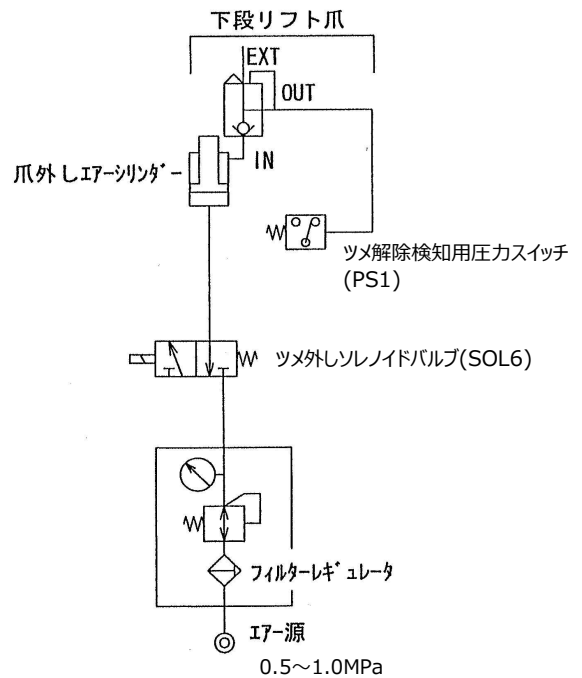 下段リフト爪
EXT
OUT
IN
爪外しｴｱｰｼﾘﾝﾀﾞｰ
ツメ解除検知用圧力スイッチ
(PS1)
ツメ外しソレノイドバルブ(SOL6)
ﾌｨﾙﾀｰﾚｷﾞｭﾚｰﾀ
ｴｱｰ源
0.5～1.0MPa